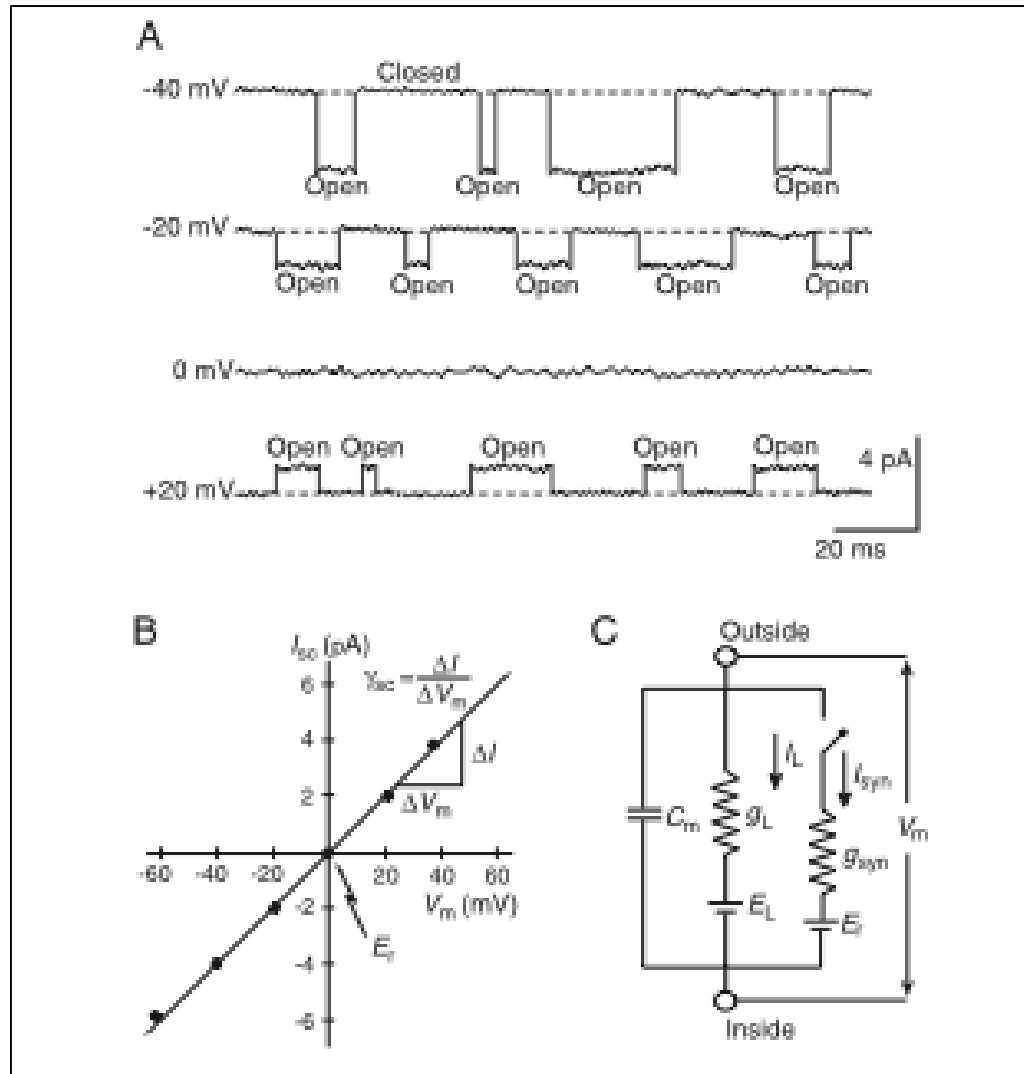 A
Closed
-40 mV
Open Open Open Open
-20 mV
Open Open Open Open Open
0 mV
Open Open Open Open Open
+20 mV
4 pA
20 ms
B
Isc (pA)
γsc = ΔI / ΔVm
6
4
2
ΔI
ΔVm
-60 -40 -20 20 40 60
Vm (mV)
-2
-4
-6
Er
C
Outside
IL
Isyn
Cm
gL
gsyn
Vm
EL
Er
Inside